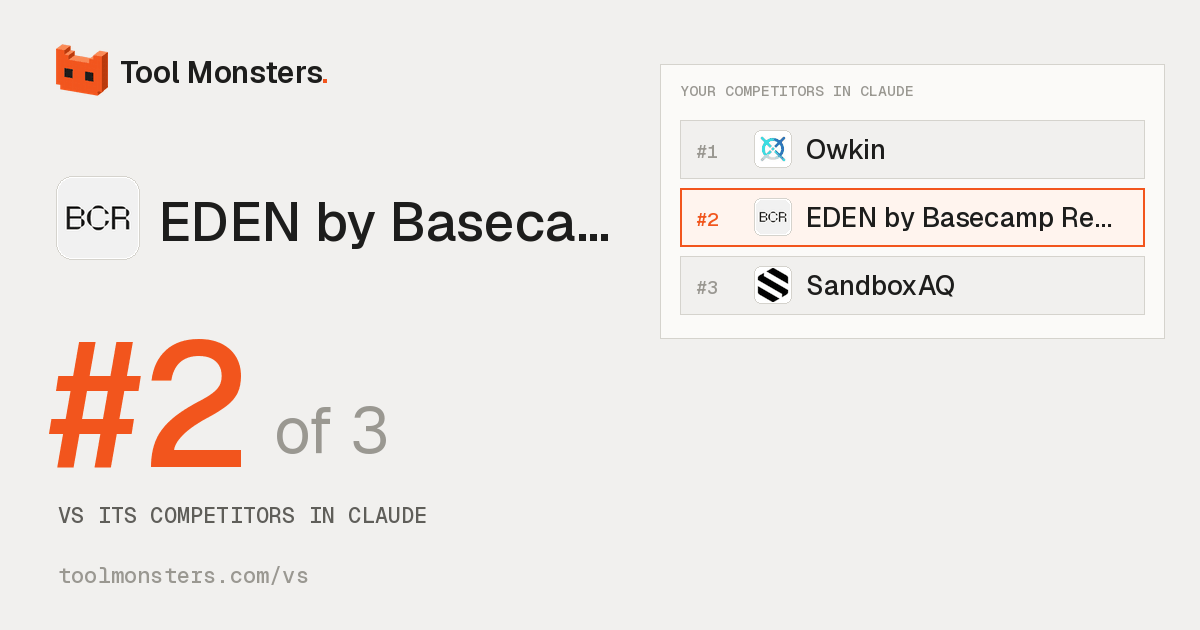 Tool Monsters.
BCR
EDEN by Baseca...
#2 of 3
VS ITS COMPETITORS IN CLAUDE
toolmonsters.com/vs
YOUR COMPETITORS IN CLAUDE
#1 Owkin
#2 BCR EDEN by Basecamp Re...
#3 SandboxAQ